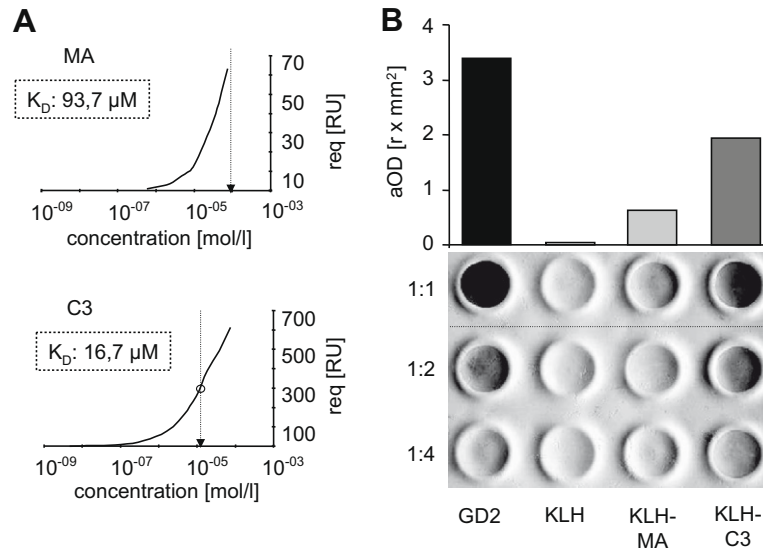 A
MA
K_D: 93,7 µM
70
50
30
10
req [RU]
10^-09 10^-07 10^-05 10^-03
concentration [mol/l]
C3
K_D: 16,7 µM
700
500
300
100
req [RU]
10^-09 10^-07 10^-05 10^-03
concentration [mol/l]
B
4
3
2
1
0
aOD [r x mm²]
1:1
1:2
1:4
GD2 KLH KLH-MA KLH-C3